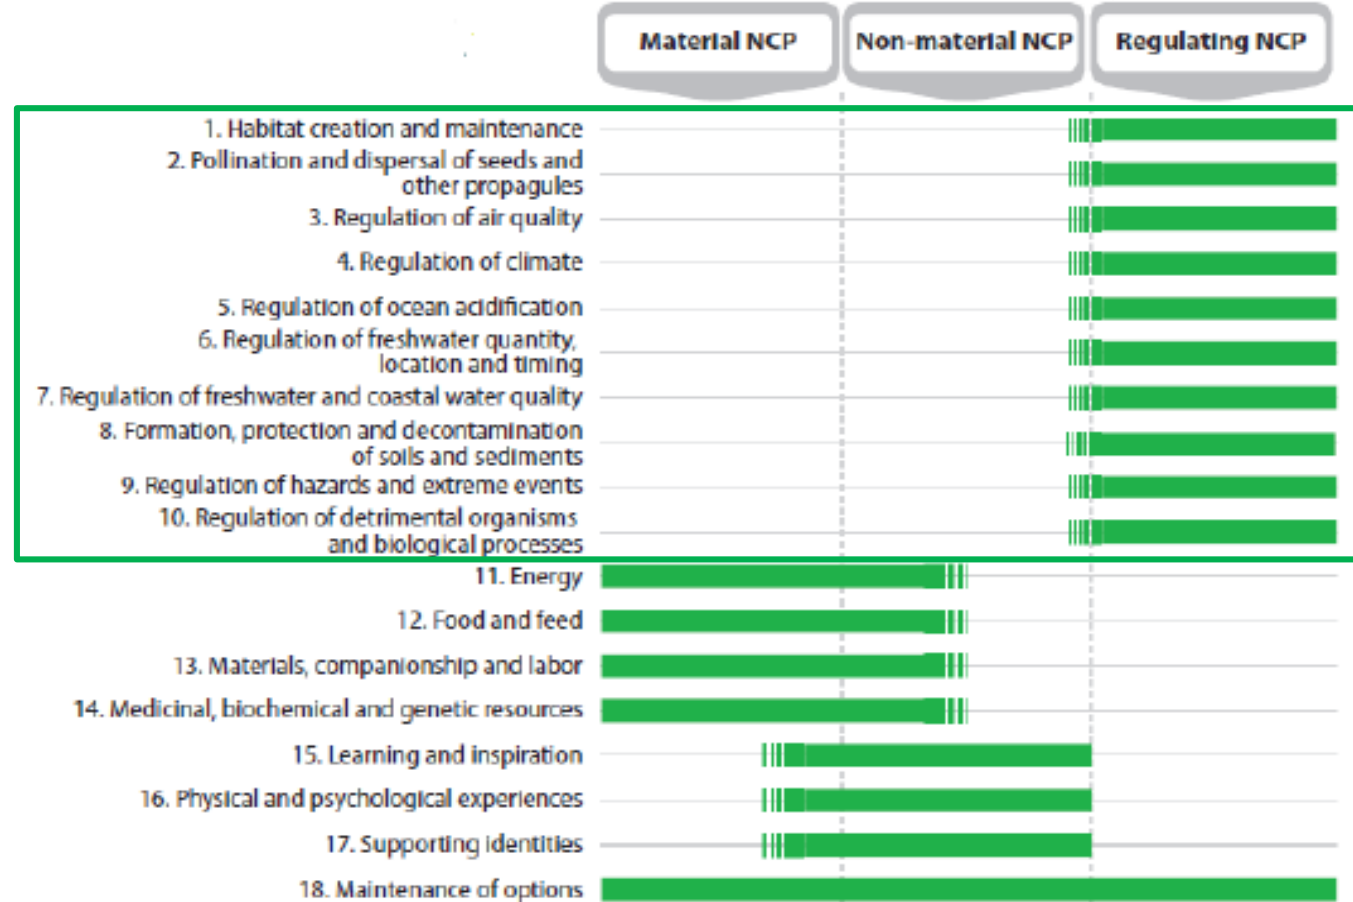 Material NCP
Non-material NCP
Regulating NCP
1. Habitat creation and maintenance
2. Pollination and dispersal of seeds and
other propagules
3. Regulation of air quality
4. Regulation of climate
5. Regulation of ocean acidification
6. Regulation of freshwater quantity,
location and timing
7. Regulation of freshwater and coastal water quality
8. Formation, protection and decontamination
of soils and sediments
9. Regulation of hazards and extreme events
10. Regulation of detrimental organisms
and biological processes
11. Energy
12. Food and feed
13. Materials, companionship and labor
14. Medicinal, biochemical and genetic resources
15. Learning and inspiration
16. Physical and psychological experiences
17. Supporting identities
18. Maintenance of options